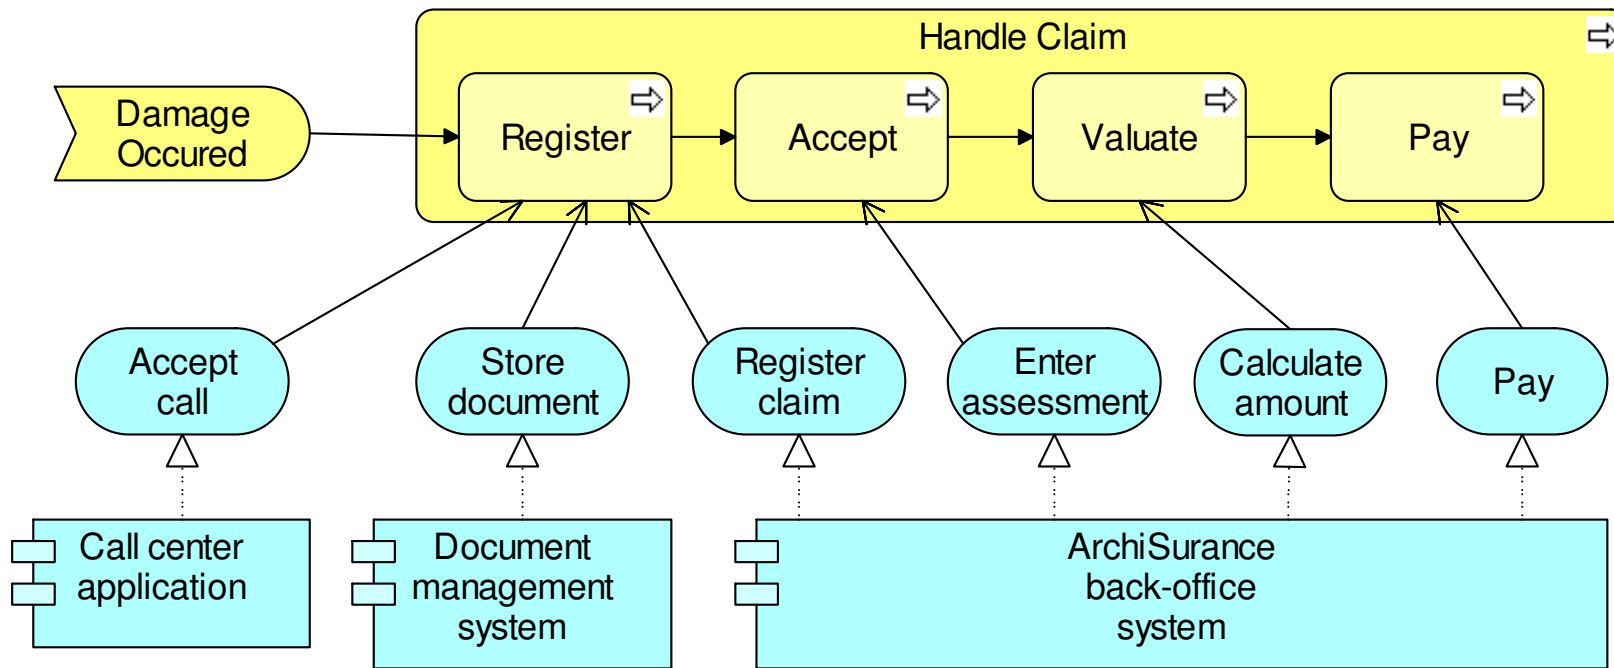 Handle Claim
Damage
Occured
Register
Accept
Valuate
Pay
Accept
call
Store
document
Register
claim
Enter
assessment
Calculate
amount
Pay
Call center
application
Document
management
system
ArchiSurance
back-office
system